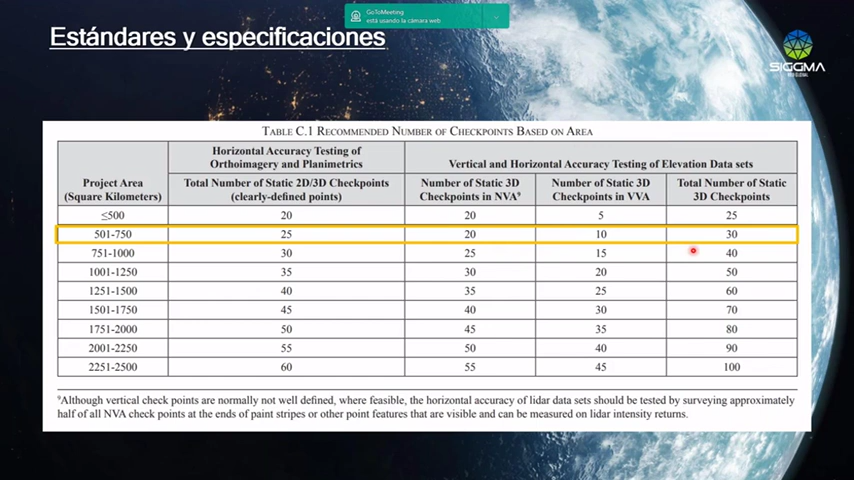 GoToMeeting
está usando la cámara web
Estándares y especificaciones
SIGGMA
TABLE C.1 RECOMMENDED NUMBER OF CHECKPOINTS BASED ON AREA
Project Area (Square Kilometers)
Horizontal Accuracy Testing of Orthoimagery and Planimetrics
Vertical and Horizontal Accuracy Testing of Elevation Data sets
Total Number of Static 2D/3D Checkpoints (clearly-defined points)
Number of Static 3D Checkpoints in NVA⁹
Number of Static 3D Checkpoints in VVA
Total Number of Static 3D Checkpoints
≤500 20 20 5 25
501-750 25 20 10 30
751-1000 30 25 15 40
1001-1250 35 30 20 50
1251-1500 40 35 25 60
1501-1750 45 40 30 70
1751-2000 50 45 35 80
2001-2250 55 50 40 90
2251-2500 60 55 45 100
⁹Although vertical check points are normally not well defined, where feasible, the horizontal accuracy of lidar data sets should be tested by surveying approximately
half of all NVA check points at the ends of paint stripes or other point features that are visible and can be measured on lidar intensity returns.